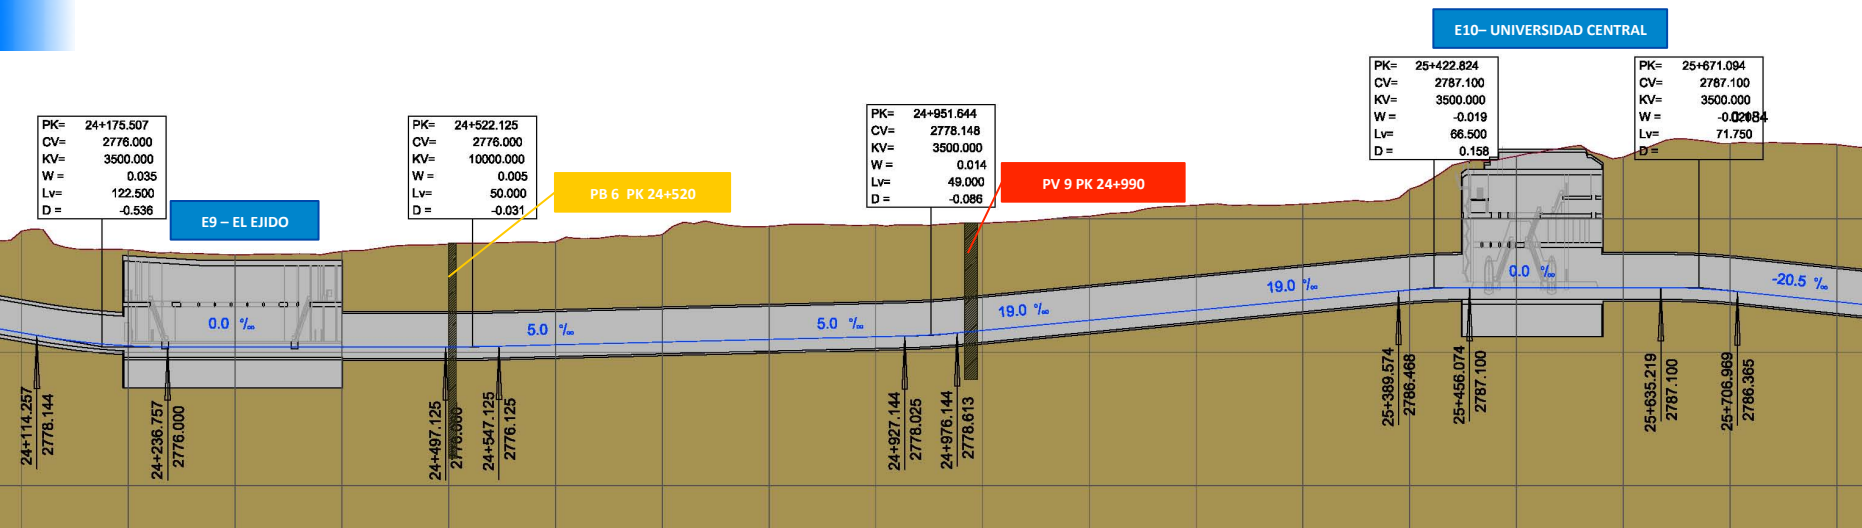 E10– UNIVERSIDAD CENTRAL
PK= 25+422.824
CV= 2787.100
KV= 3500.000
W = -0.019
Lv= 66.500
D = 0.158
PK= 25+671.094
CV= 2787.100
KV= 3500.000
W =
Lv= 71.750
D =
PK= 24+951.644
CV= 2778.148
KV= 3500.000
W = 0.014
Lv= 49.000
D = -0.086
PK= 24+175.507
CV= 2776.000
KV= 3500.000
W = 0.035
Lv= 122.500
D = -0.536
PK= 24+522.125
CV= 2776.000
KV= 10000.000
W = 0.005
Lv= 50.000
D = -0.031
PB 6 PK 24+520
PV 9 PK 24+990
E9 – EL EJIDO
0.0 ‰
5.0 ‰
5.0 ‰
19.0 ‰
19.0 ‰
0.0 ‰
-20.5 ‰
24+114.257
2778.144
24+236.757
2776.000
24+497.125
2776.000
24+547.125
2776.125
24+927.144
2778.025
24+976.144
2778.613
25+389.574
2786.468
25+456.074
2787.100
25+635.219
2787.100
25+706.969
2786.365